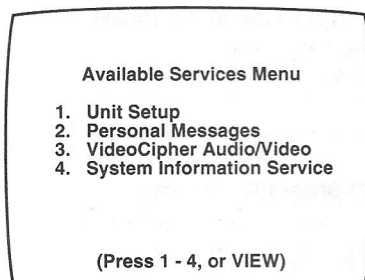 Available Services Menu
1. Unit Setup
2. Personal Messages
3. VideoCipher Audio/Video
4. System Information Service
(Press 1 - 4, or VIEW)